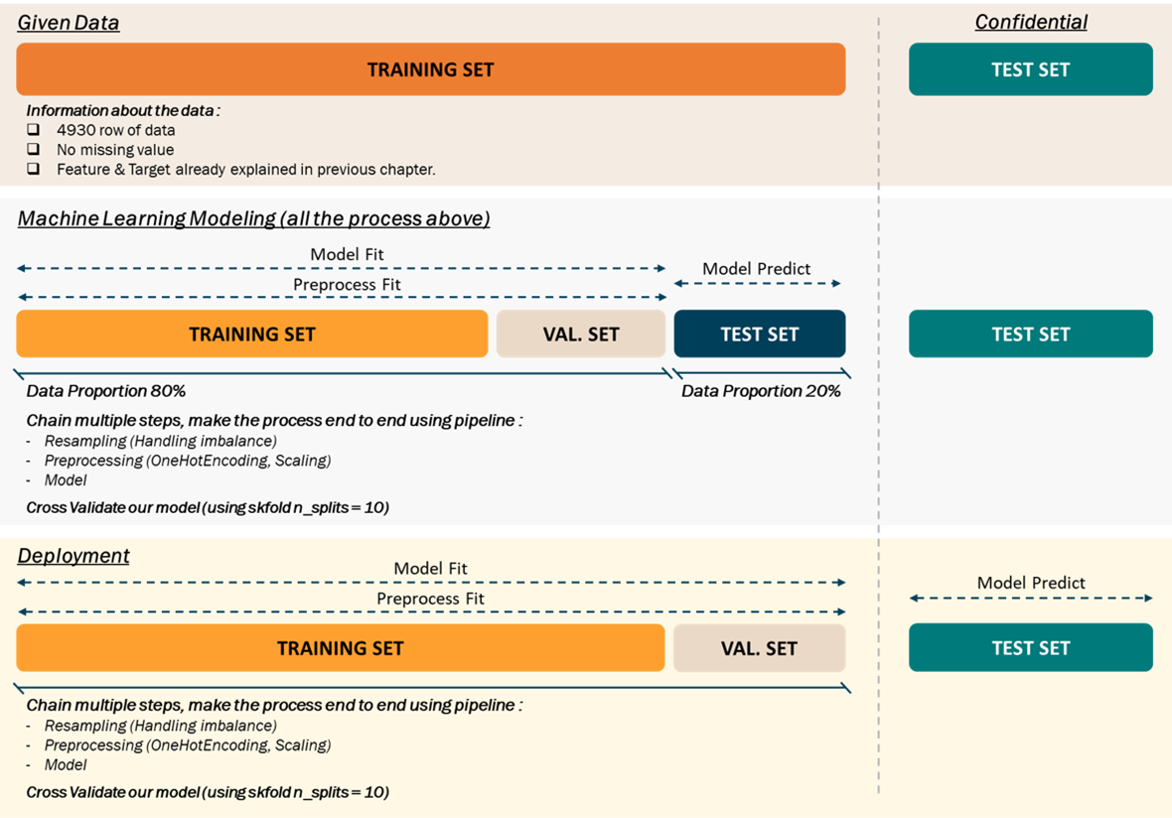 Given Data
Confidential
TRAINING SET
TEST SET
Information about the data :
4930 row of data
No missing value
Feature & Target already explained in previous chapter.
Machine Learning Modeling (all the process above)
Model Fit
Model Predict
Preprocess Fit
TRAINING SET
VAL. SET
TEST SET
TEST SET
Data Proportion 80%
Data Proportion 20%
Chain multiple steps, make the process end to end using pipeline :
- Resampling (Handling imbalance)
- Preprocessing (OneHotEncoding, Scaling)
- Model
Cross Validate our model (using skfold n_splits = 10)
Deployment
Model Fit
Model Predict
Preprocess Fit
TRAINING SET
VAL. SET
TEST SET
Chain multiple steps, make the process end to end using pipeline :
- Resampling (Handling imbalance)
- Preprocessing (OneHotEncoding, Scaling)
- Model
Cross Validate our model (using skfold n_splits = 10)